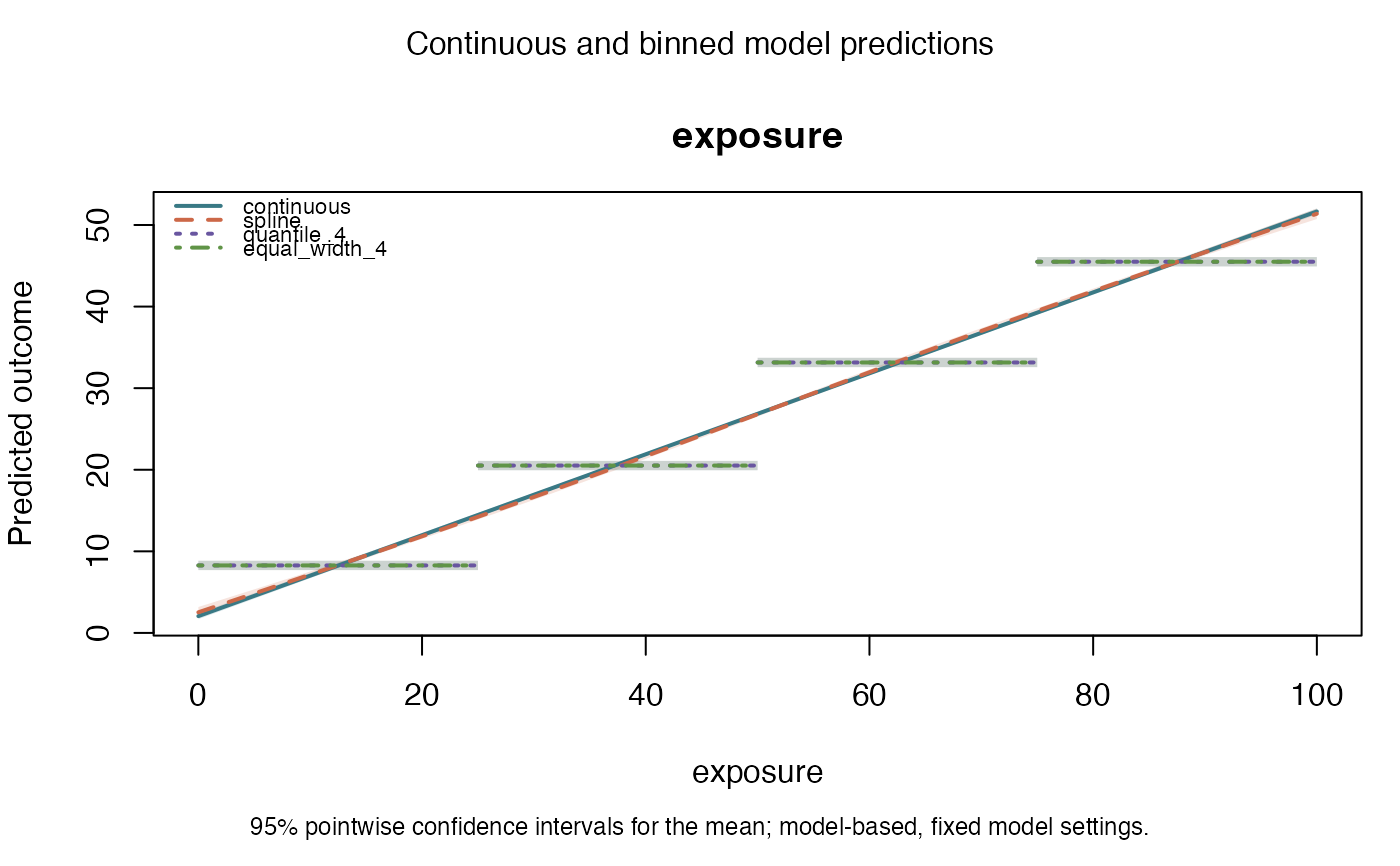 Continuous and binned model predictions
exposure
continuous
spline
quantile_4
equal_width_4
Predicted outcome
50
40
30
20
10
0
0 20 40 60 80 100
exposure
95% pointwise confidence intervals for the mean; model-based, fixed model settings.